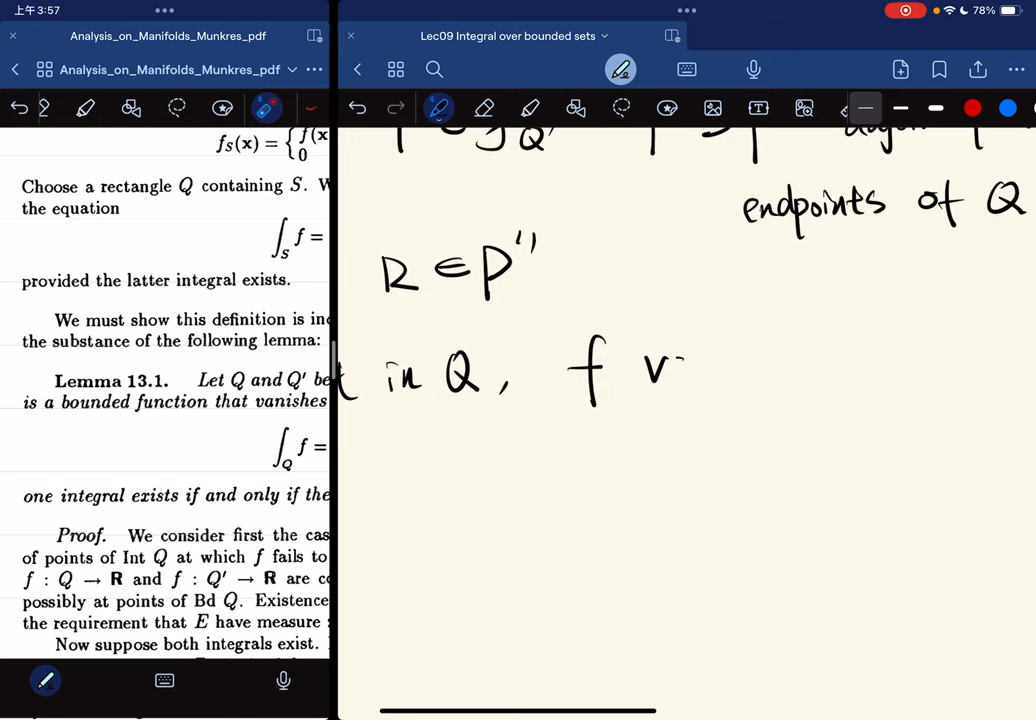 上午3:57
78%
Analysis_on_Manifolds_Munkres_pdf
Lec09 Integral over bounded sets
Analysis_on_Manifolds_Munkres_pdf
f_S(x) = { f(x
0
Choose a rectangle Q containing S. W
the equation
∫_S f =
provided the latter integral exists.
We must show this definition is in
the substance of the following lemma:
Lemma 13.1. Let Q and Q′ be
is a bounded function that vanishes
∫_Q f =
one integral exists if and only if the
Proof. We consider first the cas
of points of Int Q at which f fails to
f : Q → R and f : Q′ → R are co
possibly at points of Bd Q. Existence
the requirement that E have measure
Now suppose both integrals exist.
endpoints of Q
R ∈ P''
t in Q, f v